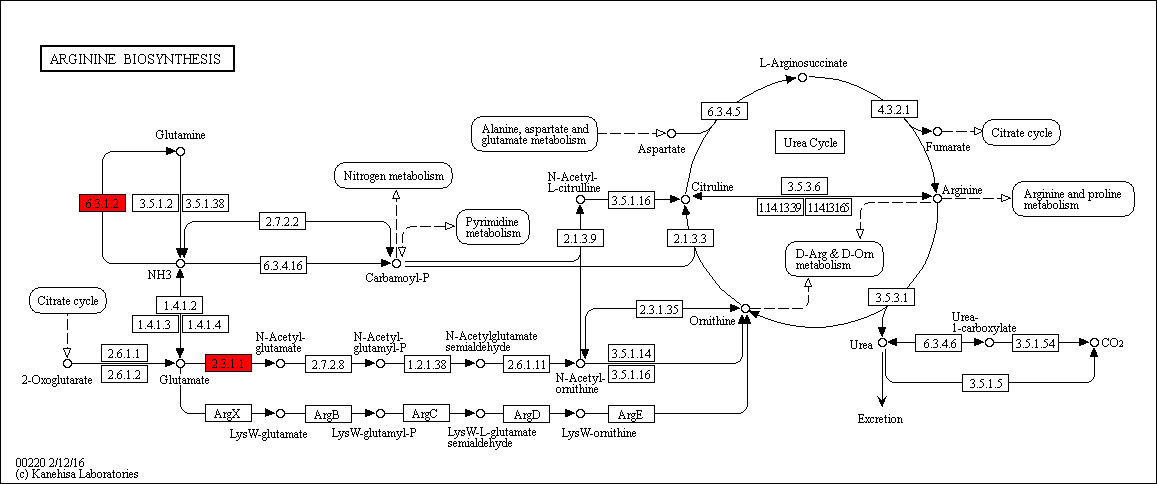 ARGININE BIOSYNTHESIS
L-Arginosuccinate
6.3.4.5
4.3.2.1
Glutamine
Alanine, aspartate and
glutamate metabolism
Aspartate
Urea Cycle
Fumarate
Citrate cycle
Nitrogen metabolism
N-Acetyl-
L-citrulline
6.3.1.2
3.5.1.2
3.5.1.38
3.5.1.16
Citruline
3.5.3.6
1.14.13.39
1.14.13.165
Arginine
Arginine and proline
metabolism
2.7.2.2
Pyrimidine
metabolism
2.1.3.9
2.1.3.3
D-Arg & D-Orn
metabolism
NH3
6.3.4.16
Carbamoyl-P
Citrate cycle
1.4.1.2
1.4.1.3
1.4.1.4
2.3.1.35
Ornithine
3.5.3.1
N-Acetyl-
glutamate
N-Acetyl-
glutamyl-P
N-Acetylglutamate
semialdehyde
Urea-
1-carboxylate
2.6.1.1
2.6.1.2
2-Oxoglutarate
Glutamate
2.3.1.1
2.7.2.8
1.2.1.38
2.6.1.11
N-Acetyl-
ornithine
3.5.1.14
3.5.1.16
Urea
6.3.4.6
3.5.1.54
CO2
3.5.1.5
ArgX
ArgB
ArgC
ArgD
ArgE
LysW-glutamate
LysW-glutamyl-P
LysW-L-glutamate
semialdehyde
LysW-ornithine
Excretion
00220 2/12/16
(c) Kanehisa Laboratories